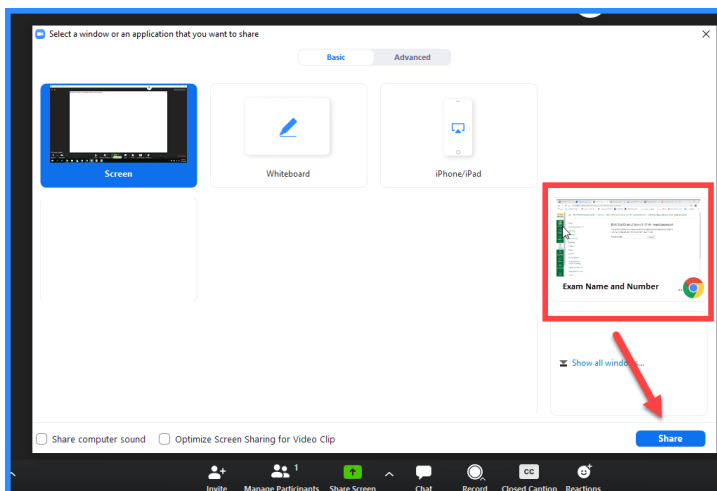 Select a window or an application that you want to share
Basic Advanced
Screen Whiteboard iPhone/iPad
Exam Name and Number ...
Show all windows...
Share computer sound Optimize Screen Sharing for Video Clip Share
1
CC
Invite Manage Participants Share Screen Chat Record Closed Caption Reactions